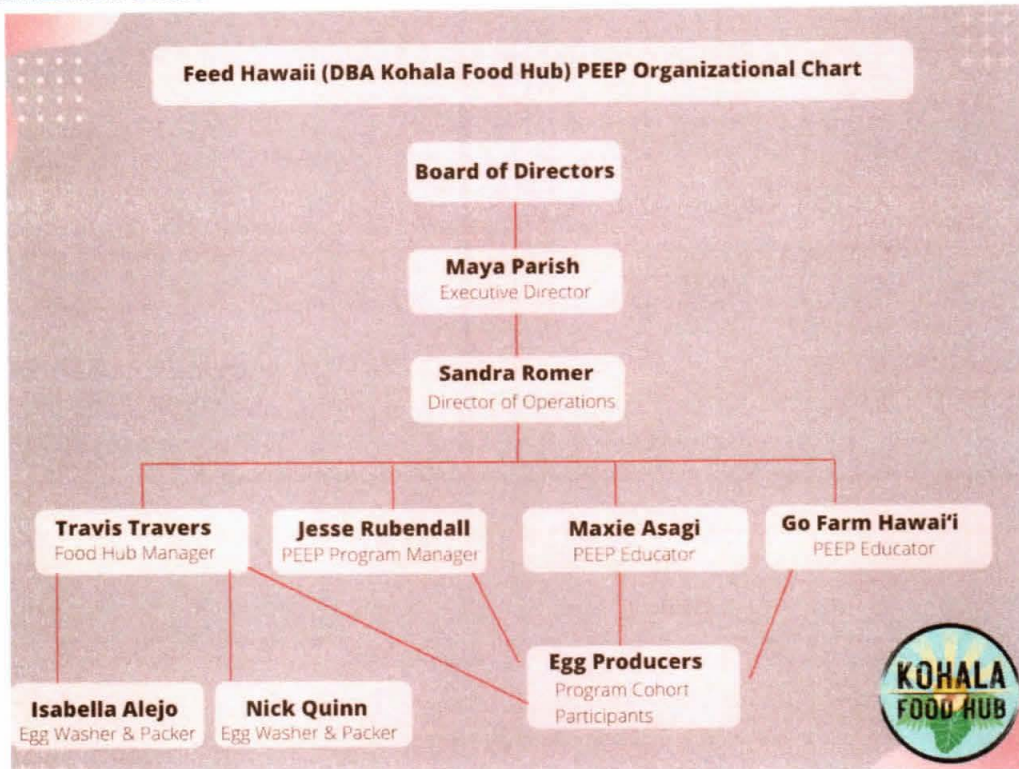 Feed Hawaii (DBA Kohala Food Hub) PEEP Organizational Chart
Board of Directors
Maya Parish
Executive Director
Sandra Romer
Director of Operations
Travis Travers
Food Hub Manager
Jesse Rubendall
PEEP Program Manager
Maxie Asagi
PEEP Educator
Go Farm Hawaiʻi
PEEP Educator
Egg Producers
Program Cohort
Participants
Isabella Alejo
Egg Washer & Packer
Nick Quinn
Egg Washer & Packer
KOHALA
FOOD HUB